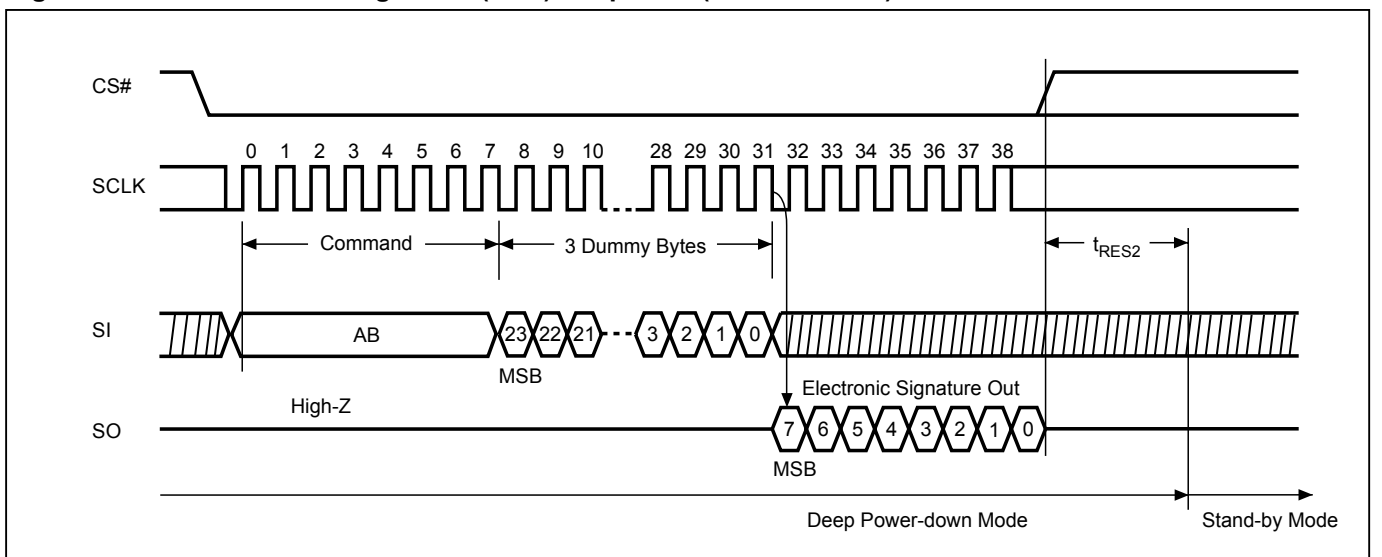 CS#
0 1 2 3 4 5 6 7 8 9 10 28 29 30 31 32 33 34 35 36 37 38
SCLK
Command
3 Dummy Bytes
tRES2
SI
AB
23 22 21 3 2 1 0
MSB
Electronic Signature Out
High-Z
SO
7 6 5 4 3 2 1 0
MSB
Deep Power-down Mode
Stand-by Mode